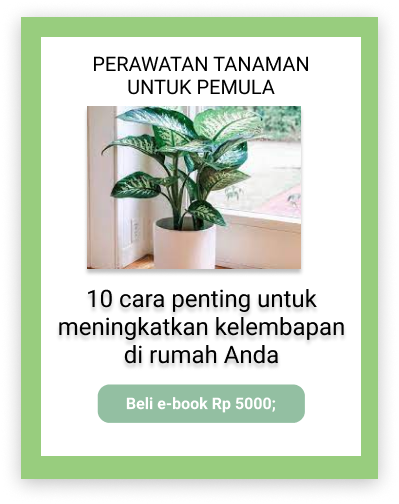 PERAWATAN TANAMAN
UNTUK PEMULA
10 cara penting untuk
meningkatkan kelembapan
di rumah Anda
Beli e-book Rp 5000;